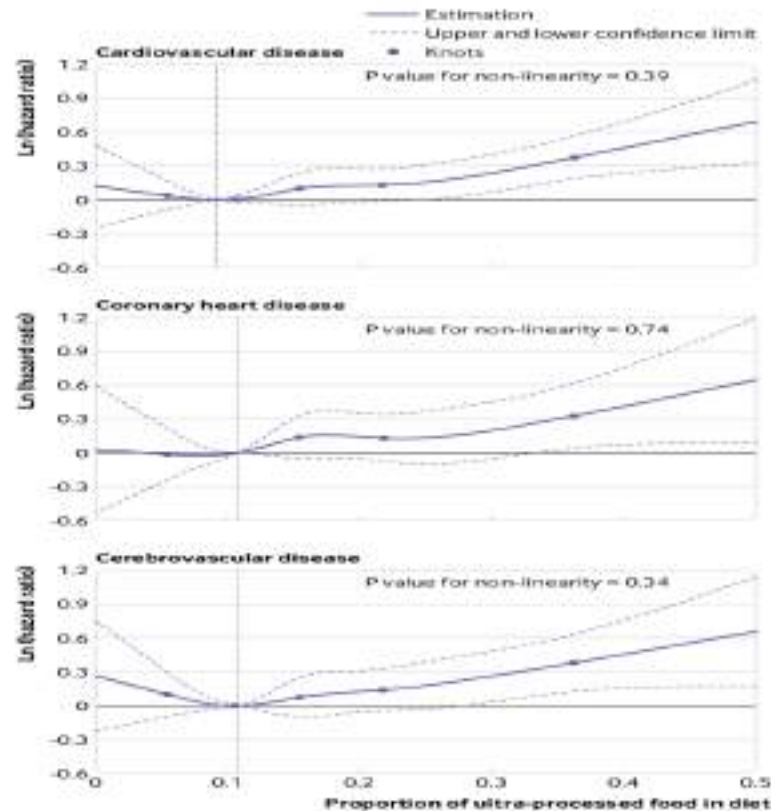 Estimation
Upper and lower confidence limit
Knots
Cardiovascular disease
P value for non-linearity = 0.39
Ln (hazard ratio)
1.2
0.9
0.6
0.3
0
-0.3
-0.6
Coronary heart disease
P value for non-linearity = 0.74
Ln (hazard ratio)
1.2
0.9
0.6
0.3
0
-0.3
-0.6
Cerebrovascular disease
P value for non-linearity = 0.34
Ln (hazard ratio)
1.2
0.9
0.6
0.3
0
-0.3
-0.6
0 0.1 0.2 0.3 0.4 0.5
Proportion of ultra-processed food in diet